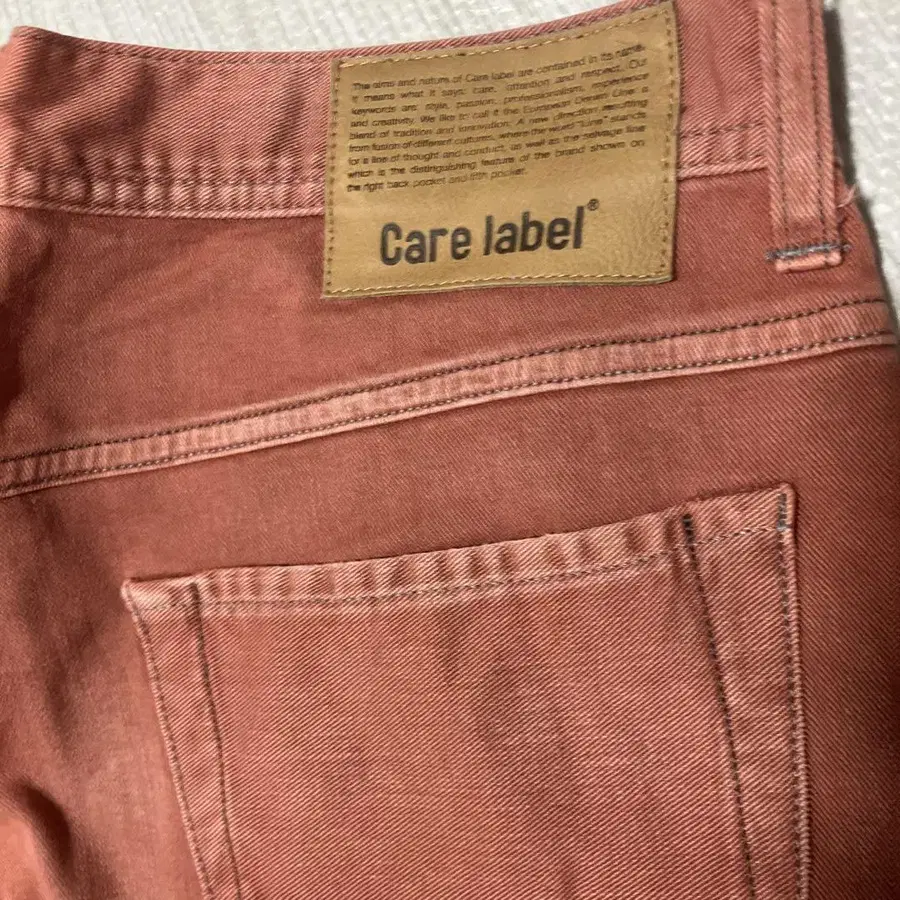 The aims and nature of Care label are contained in its name.
It means what it says: care, attention and respect. Our
keywords are: style, passion, professionalism, experience
and creativity. We like to call it the European Denim Line: a
blend of tradition and innovation. A new direction resulting
from fusion of different cultures, where the word "Line" stands
for a line of thought and conduct, as well as the selvage line
which is the distinguishing feature of the brand shown on
the right back pocket and fifth pocket.
Care label®